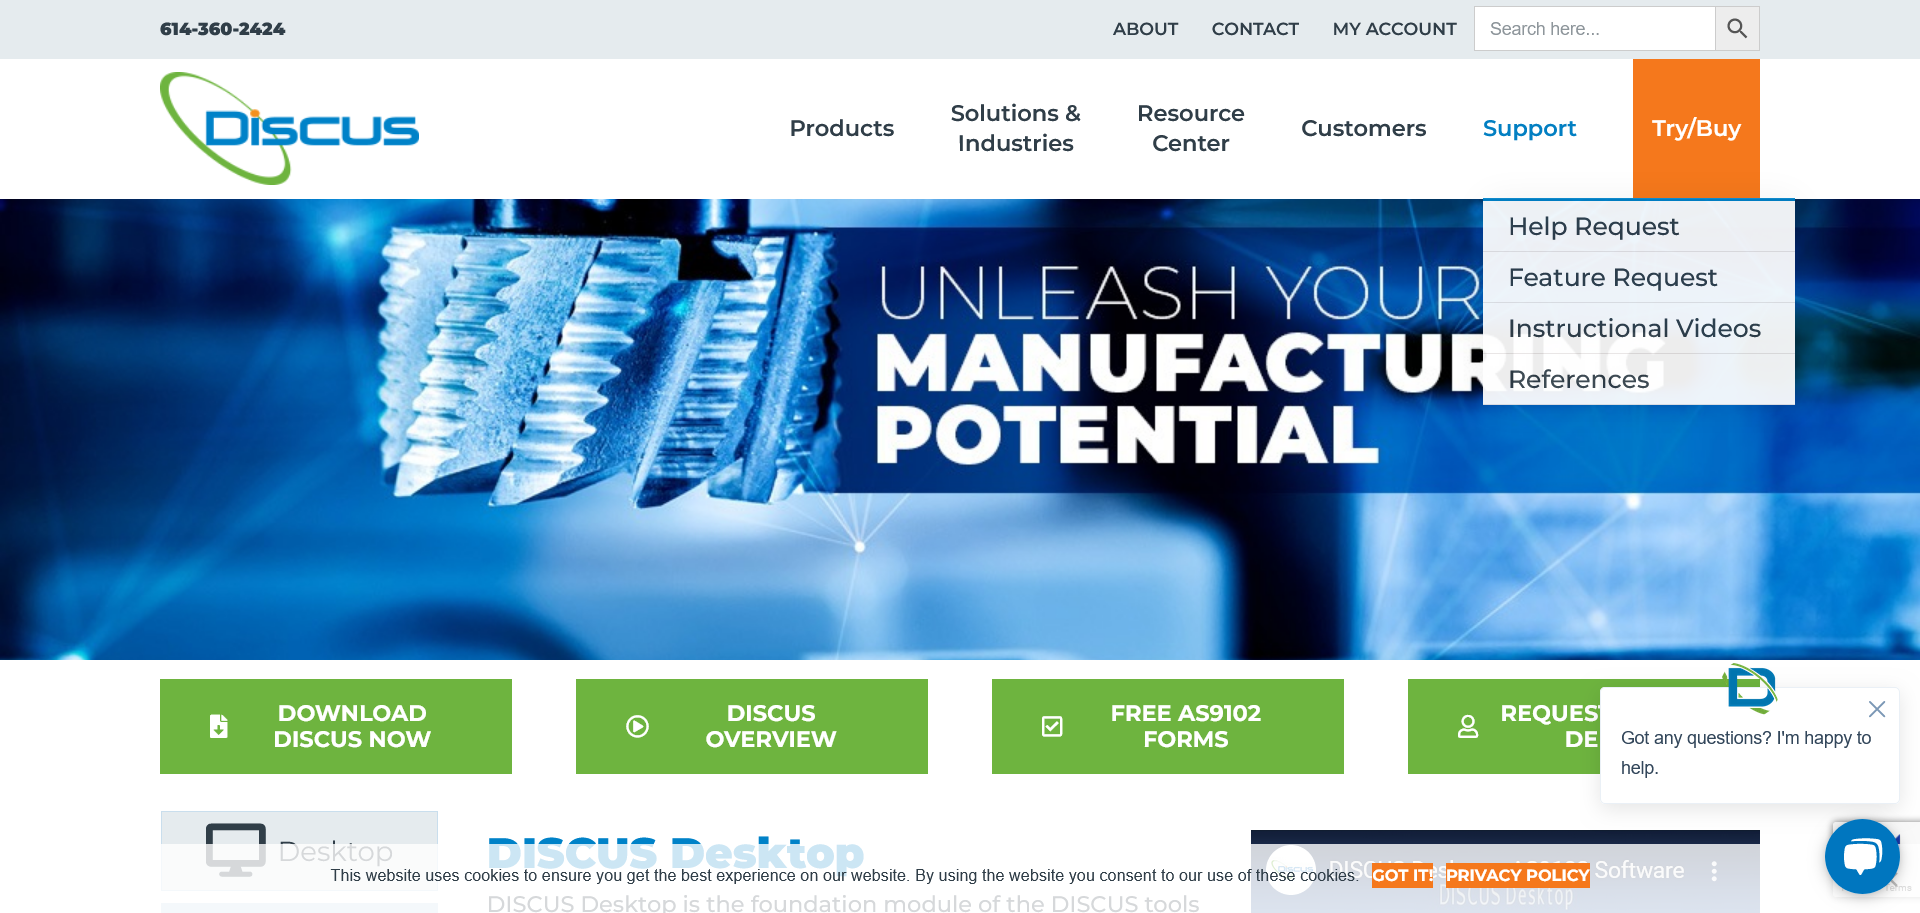 614-360-2424
ABOUT
CONTACT
MY ACCOUNT
Search here...
DISCUS
Products
Solutions &
Industries
Resource
Center
Customers
Support
Try/Buy
Help Request
Feature Request
Instructional Videos
References
UNLEASH YOUR
MANUFACTURING
POTENTIAL
DOWNLOAD
DISCUS NOW
DISCUS
OVERVIEW
FREE AS9102
FORMS
REQUEST
DE
Got any questions? I'm happy to
help.
Desktop
DISCUS Desktop
DISCUS Desktop is the foundation module of the DISCUS tools
Software
DISCUS Desktop
This website uses cookies to ensure you get the best experience on our website. By using the website you consent to our use of these cookies.
GOT IT!
PRIVACY POLICY